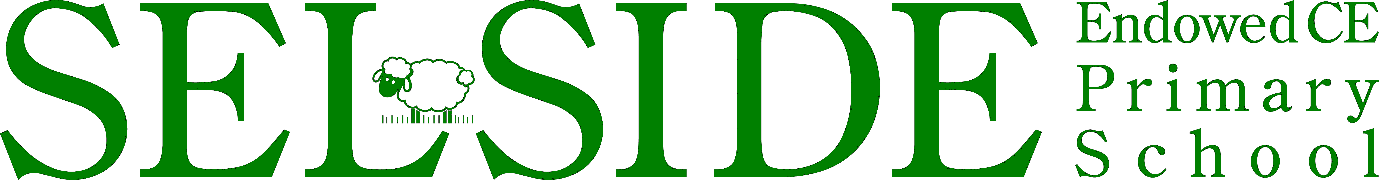 SELSIDE
Endowed CE
Primary
School